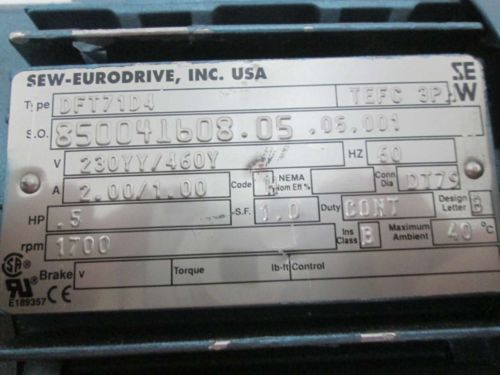 SEW-EURODRIVE, INC. USA
SEW
Type DFT71D4 TEFC 3PH
S.O. 850041608.05 .06.001
V 230YY/460Y HZ 60
A 2.00/1.00 Code NEMA Nom Eff % Conn Dia DT79
HP .5 S.F. 1.0 Duty CONT Design Letter B
rpm 1700 Ins Class B Maximum Ambient 40 °C
Brake V Torque lb-ft Control
E189357 CE